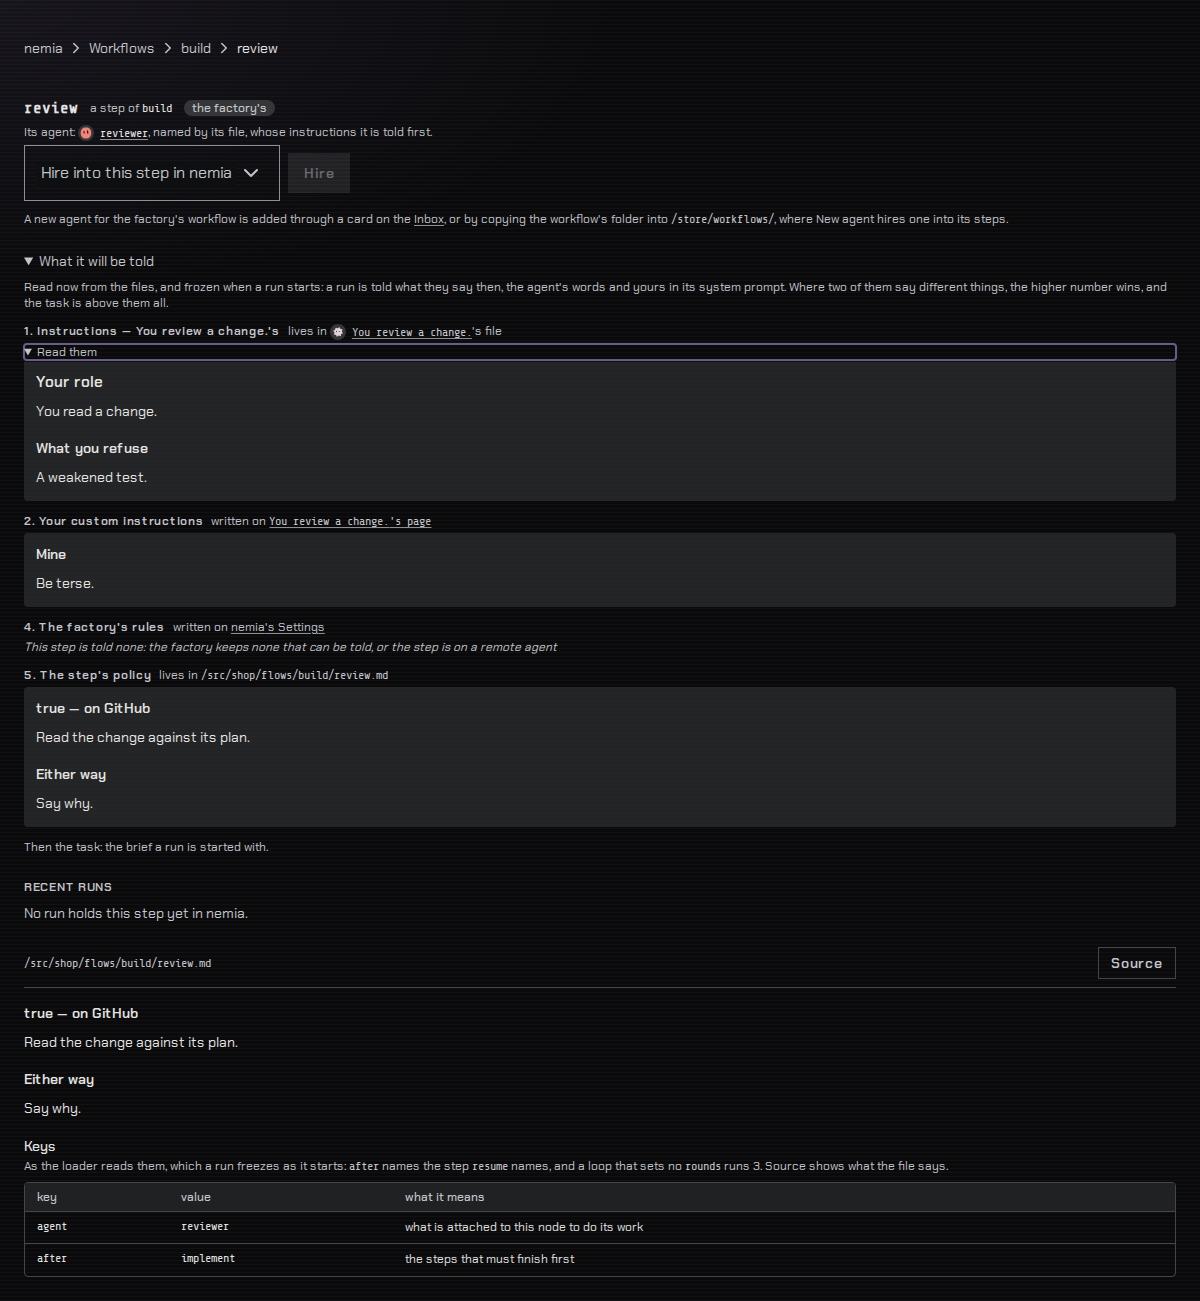 nemia > Workflows > build > review
review a step of build the factory's
Its agent: reviewer, named by its file, whose instructions it is told first.
Hire into this step in nemia Hire
A new agent for the factory's workflow is added through a card on the Inbox, or by copying the workflow's folder into /store/workflows/, where New agent hires one into its steps.
▼ What it will be told
Read now from the files, and frozen when a run starts: a run is told what they say then, the agent's words and yours in its system prompt. Where two of them say different things, the higher number wins, and
the task is above them all.
1. Instructions — You review a change.'s lives in You review a change.'s file
▼ Read them
Your role
You read a change.
What you refuse
A weakened test.
2. Your custom instructions written on You review a change.'s page
Mine
Be terse.
4. The factory's rules written on nemia's Settings
This step is told none: the factory keeps none that can be told, or the step is on a remote agent
5. The step's policy lives in /src/shop/flows/build/review.md
true — on GitHub
Read the change against its plan.
Either way
Say why.
Then the task: the brief a run is started with.
RECENT RUNS
No run holds this step yet in nemia.
/src/shop/flows/build/review.md Source
true — on GitHub
Read the change against its plan.
Either way
Say why.
Keys
As the loader reads them, which a run freezes as it starts: after names the step resume names, and a loop that sets no rounds runs 3. Source shows what the file says.
key value what it means
agent reviewer what is attached to this node to do its work
after implement the steps that must finish first